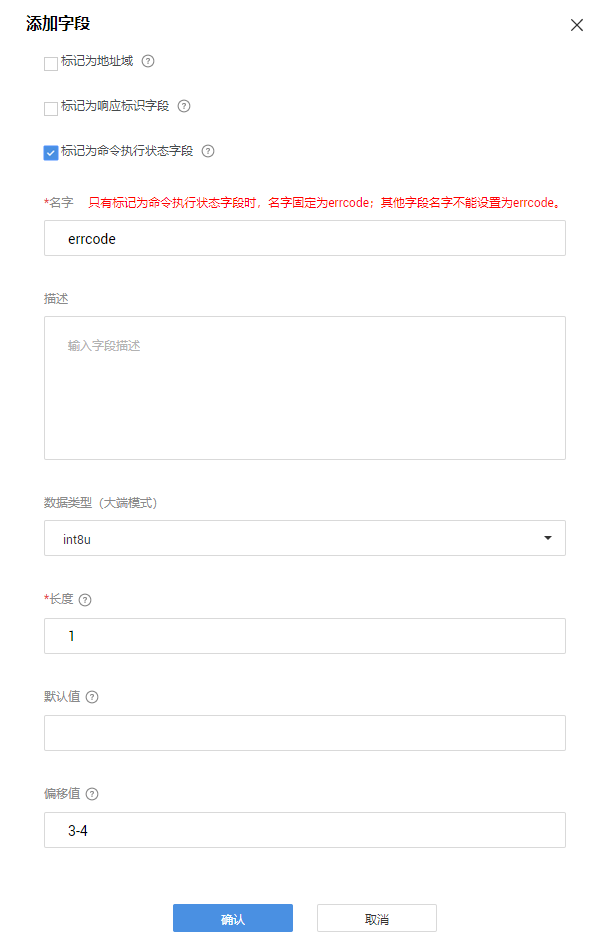 添加字段
标记为地址域
标记为响应标识字段
标记为命令执行状态字段
*名字 只有标记为命令执行状态字段时，名字固定为errcode；其他字段名字不能设置为errcode。
errcode
描述
输入字段描述
数据类型（大端模式）
int8u
*长度
1
默认值
偏移值
3-4
确认 取消